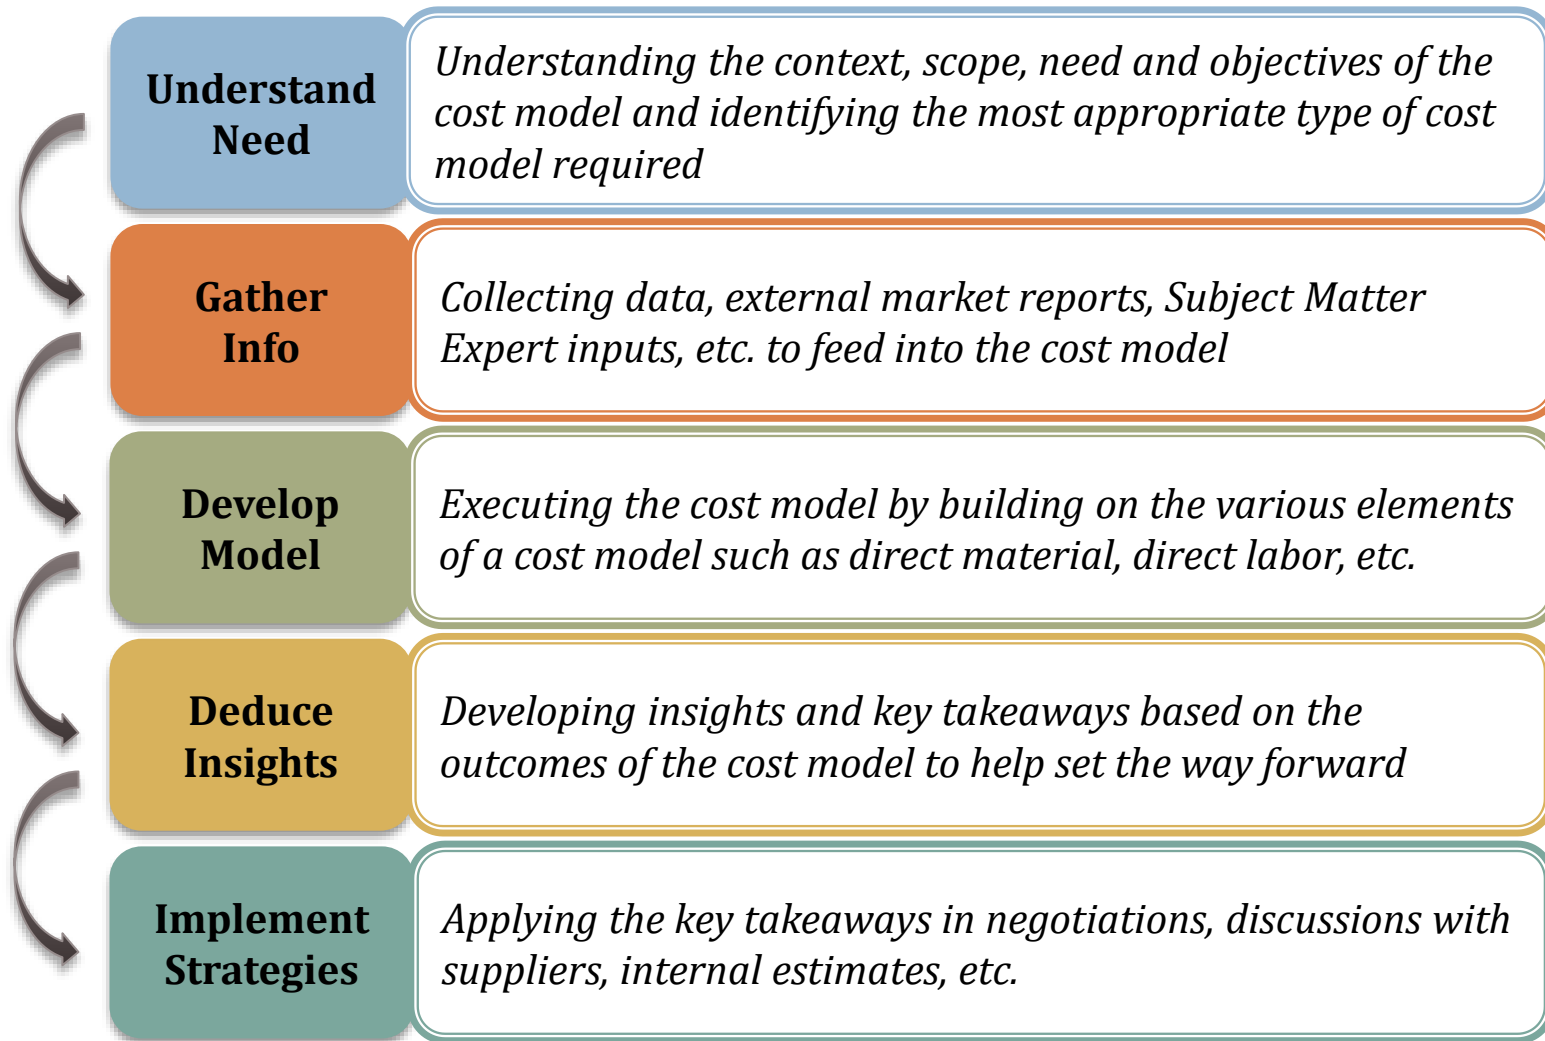 Understand
Need
Understanding the context, scope, need and objectives of the
cost model and identifying the most appropriate type of cost
model required
Gather
Info
Collecting data, external market reports, Subject Matter
Expert inputs, etc. to feed into the cost model
Develop
Model
Executing the cost model by building on the various elements
of a cost model such as direct material, direct labor, etc.
Deduce
Insights
Developing insights and key takeaways based on the
outcomes of the cost model to help set the way forward
Implement
Strategies
Applying the key takeaways in negotiations, discussions with
suppliers, internal estimates, etc.